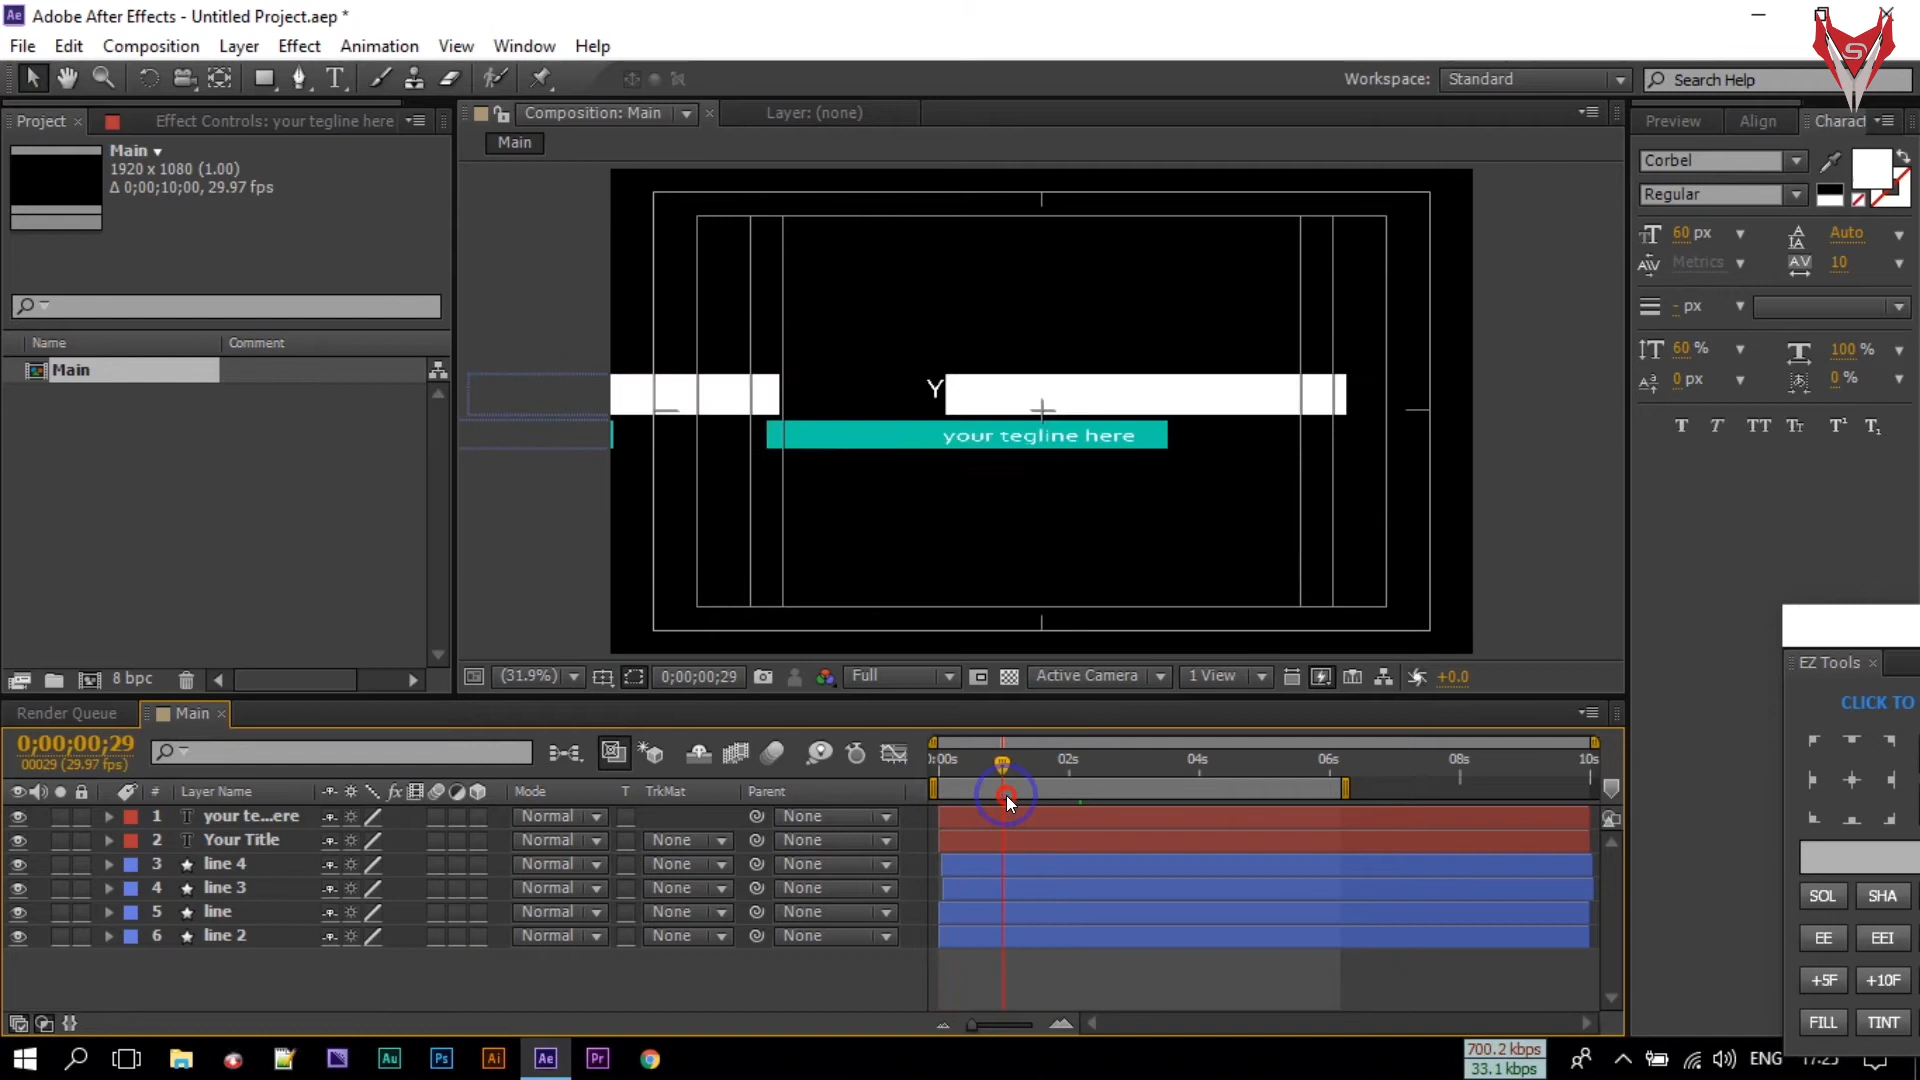 Adobe After Effects - Untitled Project.aep *
File Edit Composition Layer Effect Animation View Window Help
Workspace: Standard Search Help
Project Effect Controls: your tegline here
Composition: Main Layer: (none)
Preview Align Charact
Main
1920 x 1080 (1.00)
Δ 0;00;10;00, 29.97 fps
Main
Corbel
Regular
60 px Auto
Metrics 10
- px
60 % 100 %
0 px 0 %
T T TT Tr T¹ T₁
Name Comment
Main
Y
your tegline here
8 bpc
(31.9%) 0;00;00;29 Full Active Camera 1 View +0.0
EZ Tools
CLICK TO
SOL SHA
EE EEI
+5F +10F
FILL TINT
Render Queue Main
0;00;00;29
00029 (29.97 fps)
):00s 02s 04s 06s 08s 10s
# Layer Name Mode T TrkMat Parent
1 T your te...ere Normal None
2 T Your Title Normal None None
3 line 4 Normal None None
4 line 3 Normal None None
5 line Normal None None
6 line 2 Normal None None
Au Ps Ai Ae Pr
700.2 kbps
33.1 kbps
ENG
S